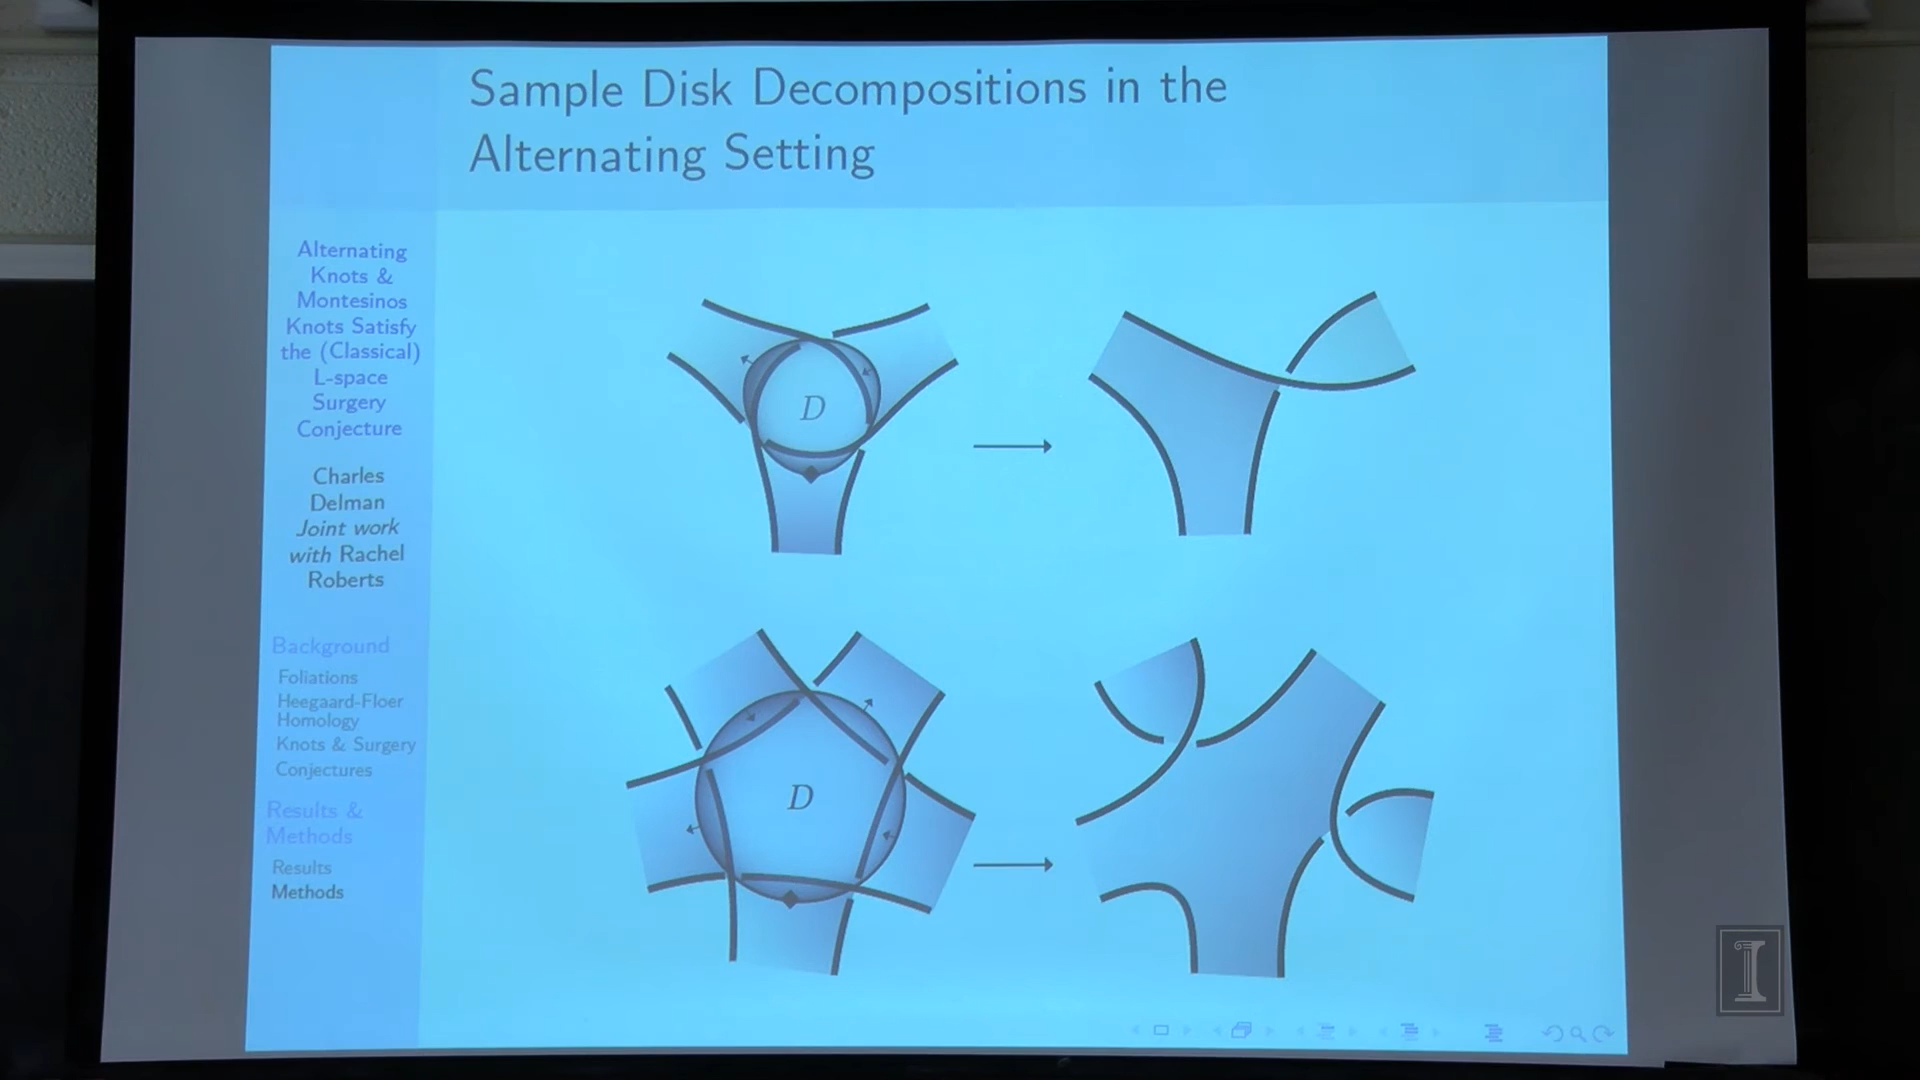 Sample Disk Decompositions in the
Alternating Setting
Alternating
Knots &
Montesinos
Knots Satisfy
the (Classical)
L-space
Surgery
Conjecture
Charles
Delman
Joint work
with Rachel
Roberts
Background
Foliations
Heegaard-Floer
Homology
Knots & Surgery
Conjectures
Results &
Methods
Results
Methods
D
D
I